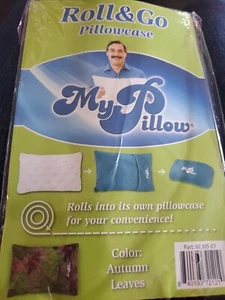 Roll&Go
Pillowcase
MyPillow
Rolls into its own pillowcase
for your convenience!
Color:
Autumn
Leaves